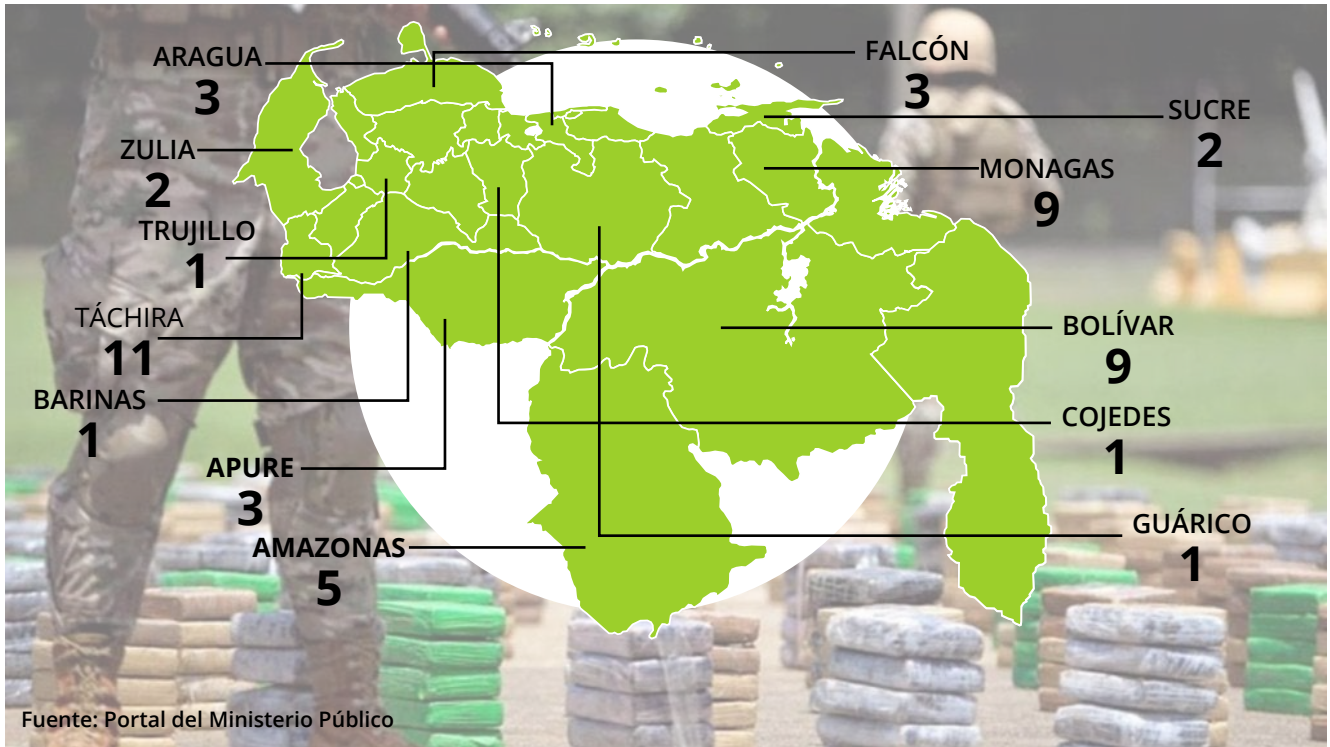 ARAGUA
3
FALCÓN
3
SUCRE
2
ZULIA
2
MONAGAS
9
TRUJILLO
1
TÁCHIRA
11
BOLÍVAR
9
BARINAS
1
COJEDES
1
APURE
3
GUÁRICO
1
AMAZONAS
5
Fuente: Portal del Ministerio Público